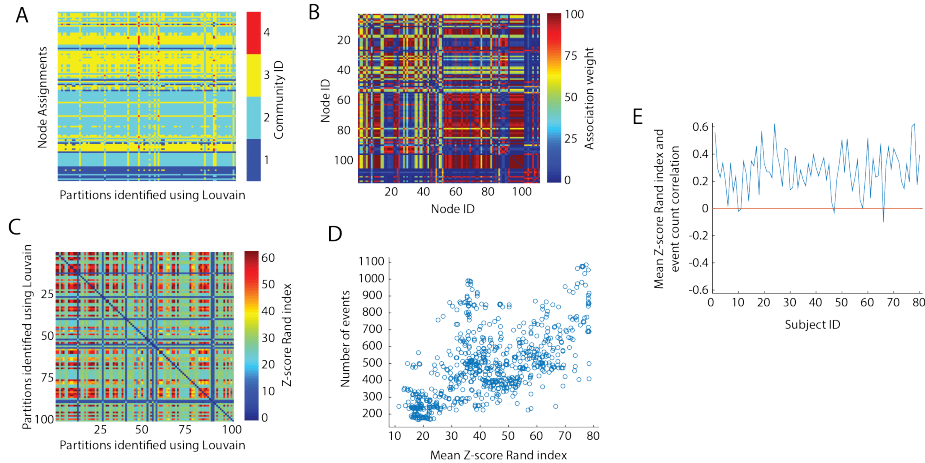 A
Node Assignments
Partitions identified using Louvain
4
3
2
1
Community ID
B
Node ID
20
40
60
80
100
20 40 60 80 100
Node ID
100
75
50
25
0
Association weight
C
Partitions identified using Louvain
25
50
75
100
25 50 75 100
Partitions identified using Louvain
60
50
40
30
20
10
0
Z-score Rand index
D
Number of events
1100
1000
900
800
700
600
500
400
300
200
10 20 30 40 50 60 70 80
Mean Z-score Rand index
E
Mean Z-score Rand index and
event count correlation
0.6
0.4
0.2
0
-0.2
-0.4
-0.6
0 10 20 30 40 50 60 70 80
Subject ID